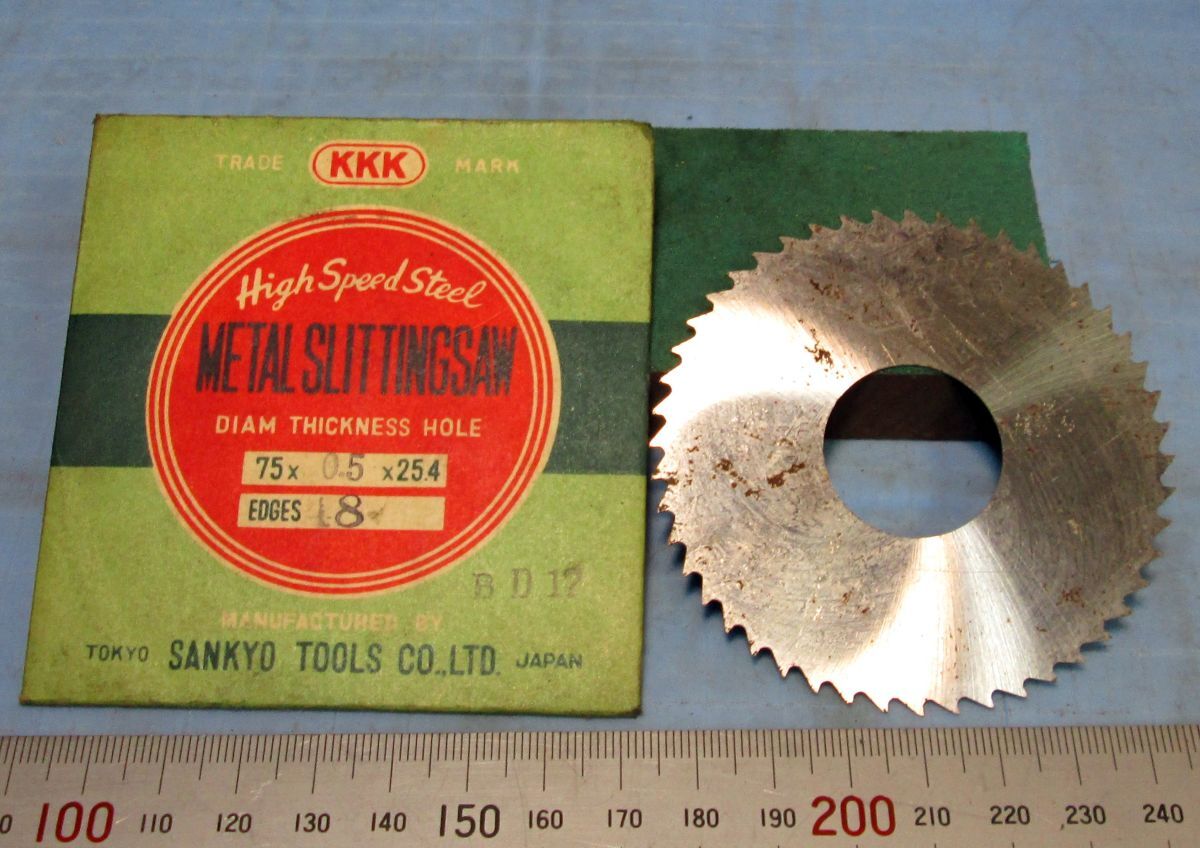 TRADE KKK MARK
High Speed Steel
METAL SLITTINGSAW
DIAM THICKNESS HOLE
75x 0.5 x25.4
EDGES 18
B D 17
MANUFACTURED BY
TOKYO SANKYO TOOLS CO.,LTD. JAPAN
100 110 120 130 140 150 160 170 180 190 200 210 220 230 240